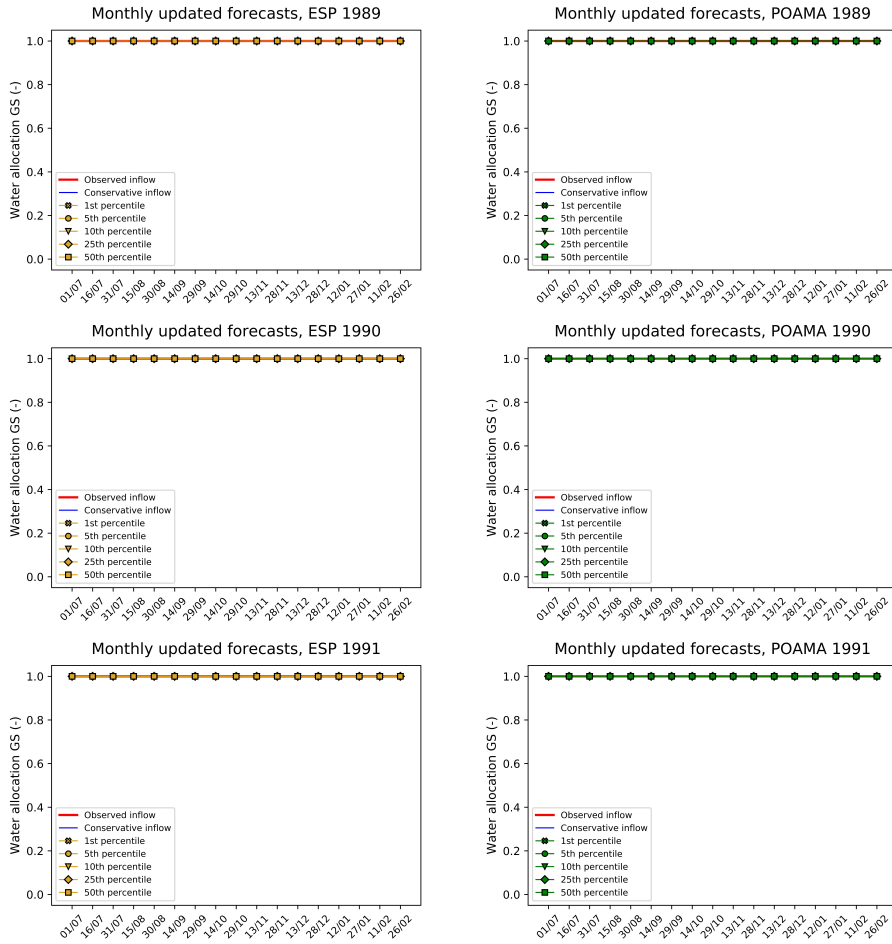 Monthly updated forecasts, ESP 1989
Water allocation GS (-)
1.0
0.8
0.6
0.4
0.2
0.0
Observed inflow
Conservative inflow
1st percentile
5th percentile
10th percentile
25th percentile
50th percentile
01/07 16/07 31/07 15/08 30/08 14/09 29/09 14/10 29/10 13/11 28/11 13/12 28/12 12/01 27/01 11/02 26/02
Monthly updated forecasts, POAMA 1989
Water allocation GS (-)
1.0
0.8
0.6
0.4
0.2
0.0
Observed inflow
Conservative inflow
1st percentile
5th percentile
10th percentile
25th percentile
50th percentile
01/07 16/07 31/07 15/08 30/08 14/09 29/09 14/10 29/10 13/11 28/11 13/12 28/12 12/01 27/01 11/02 26/02
Monthly updated forecasts, ESP 1990
Water allocation GS (-)
1.0
0.8
0.6
0.4
0.2
0.0
Observed inflow
Conservative inflow
1st percentile
5th percentile
10th percentile
25th percentile
50th percentile
01/07 16/07 31/07 15/08 30/08 14/09 29/09 14/10 29/10 13/11 28/11 13/12 28/12 12/01 27/01 11/02 26/02
Monthly updated forecasts, POAMA 1990
Water allocation GS (-)
1.0
0.8
0.6
0.4
0.2
0.0
Observed inflow
Conservative inflow
1st percentile
5th percentile
10th percentile
25th percentile
50th percentile
01/07 16/07 31/07 15/08 30/08 14/09 29/09 14/10 29/10 13/11 28/11 13/12 28/12 12/01 27/01 11/02 26/02
Monthly updated forecasts, ESP 1991
Water allocation GS (-)
1.0
0.8
0.6
0.4
0.2
0.0
Observed inflow
Conservative inflow
1st percentile
5th percentile
10th percentile
25th percentile
50th percentile
01/07 16/07 31/07 15/08 30/08 14/09 29/09 14/10 29/10 13/11 28/11 13/12 28/12 12/01 27/01 11/02 26/02
Monthly updated forecasts, POAMA 1991
Water allocation GS (-)
1.0
0.8
0.6
0.4
0.2
0.0
Observed inflow
Conservative inflow
1st percentile
5th percentile
10th percentile
25th percentile
50th percentile
01/07 16/07 31/07 15/08 30/08 14/09 29/09 14/10 29/10 13/11 28/11 13/12 28/12 12/01 27/01 11/02 26/02